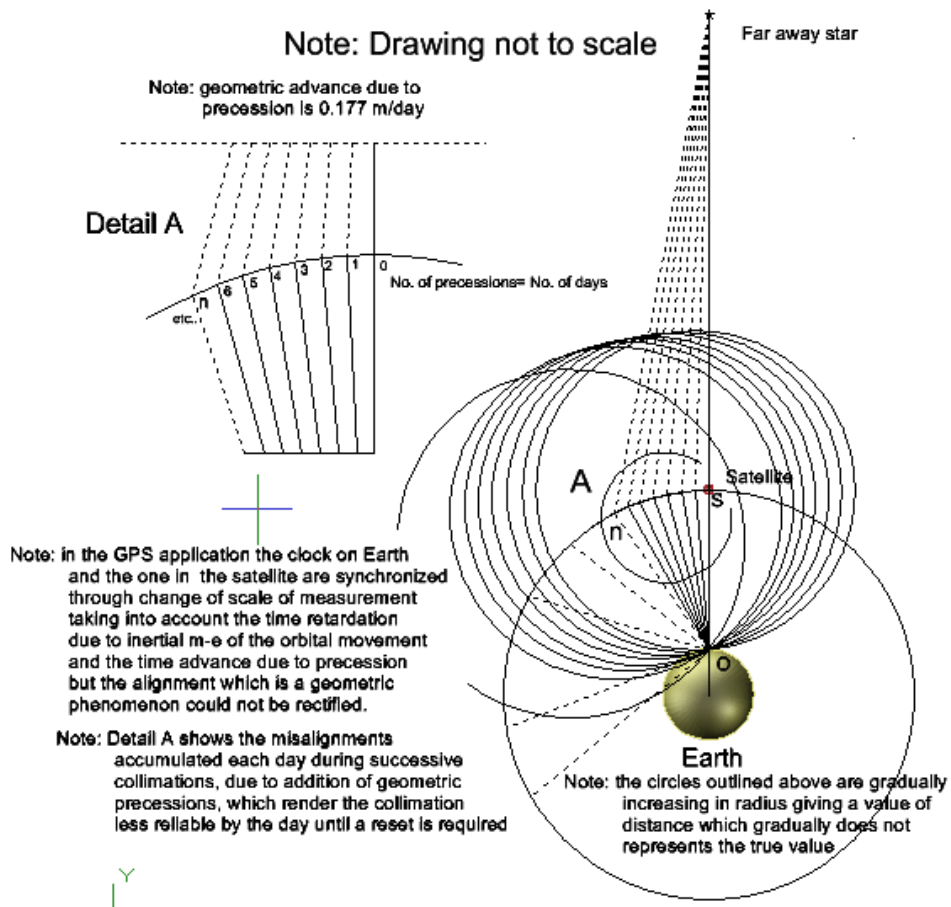 Note: Drawing not to scale
Far away star
Note: geometric advance due to
precession is 0.177 m/day
Detail A
n 6 5 4 3 2 1 0
etc..
No. of precessions= No. of days
A
Satellite
S
n
O
Earth
Note: in the GPS application the clock on Earth
and the one in the satellite are synchronized
through change of scale of measurement
taking into account the time retardation
due to inertial m-e of the orbital movement
and the time advance due to precession
but the alignment which is a geometric
phenomenon could not be rectified.
Note: Detail A shows the misalignments
accumulated each day during successive
collimations, due to addition of geometric
precessions, which render the collimation
less reliable by the day until a reset is required
Note: the circles outlined above are gradually
increasing in radius giving a value of
distance which gradually does not
represents the true value
Y